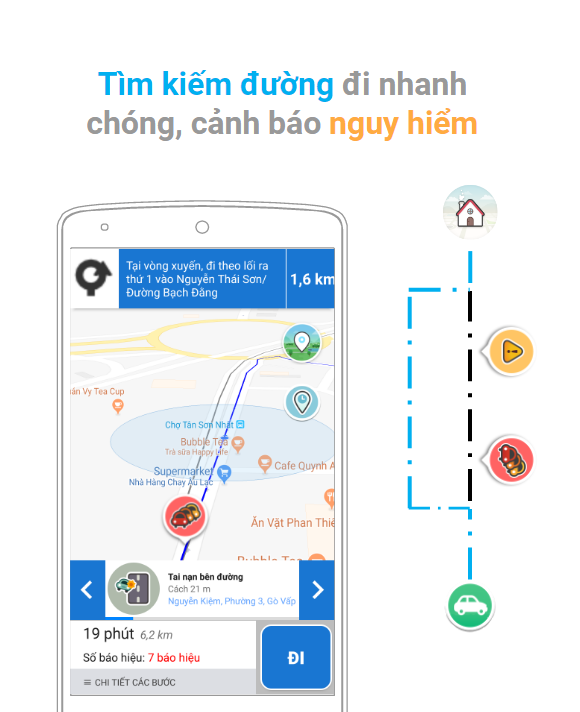 Tìm kiếm đường đi nhanh
chóng, cảnh báo nguy hiểm
Tại vòng xuyến, đi theo lối ra
thứ 1 vào Nguyễn Thái Sơn/
Đường Bạch Đằng
1,6 km
Vy Tea Cup
Chợ Tân Sơn Nhất
Bubble Tea
Trà sữa Happy Life
Supermarket
Nhà Hàng Chay Âu Lạc
Cafe Quynh A
Ăn Vặt Phan Thiế
Bubble Tea
Tai nạn bên đường
Cách 21 m
Nguyễn Kiệm, Phường 3, Gò Vấp
19 phút 6,2 km
Số báo hiệu: 7 báo hiệu
ĐI
≡ CHI TIẾT CÁC BƯỚC